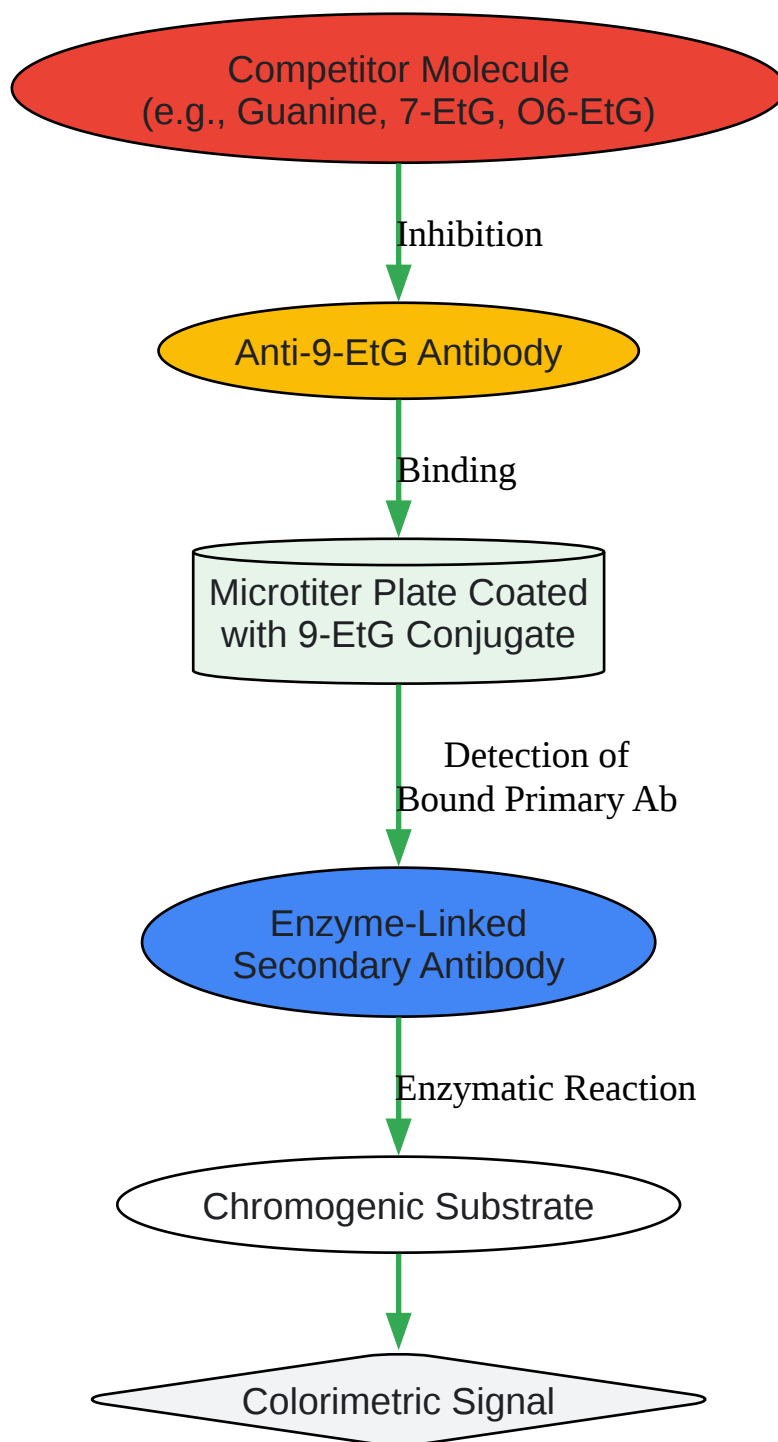 Competitor Molecule
(e.g., Guanine, 7-EtG, O6-EtG)
Inhibition
Anti-9-EtG Antibody
Binding
Microtiter Plate Coated
with 9-EtG Conjugate
Detection of
Bound Primary Ab
Enzyme-Linked
Secondary Antibody
Enzymatic Reaction
Chromogenic Substrate
Colorimetric Signal